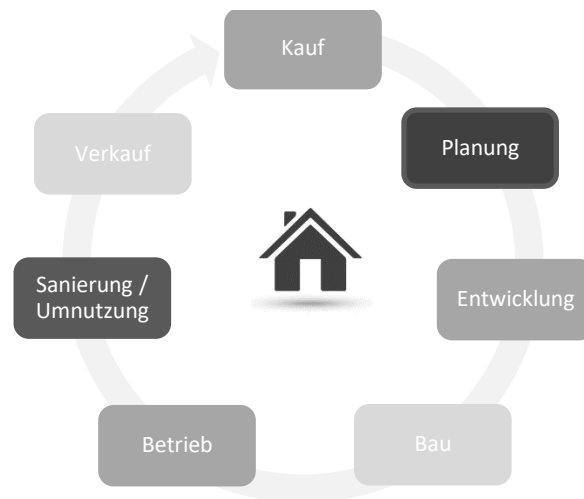 Kauf
Planung
Entwicklung
Bau
Betrieb
Sanierung /
Umnutzung
Verkauf